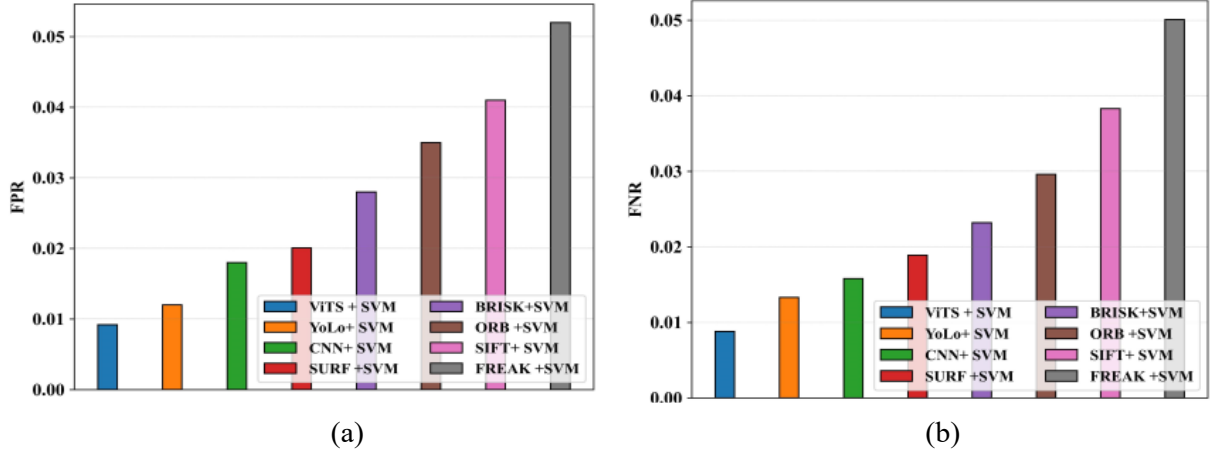 0.05
0.04
0.03
0.02
0.01
0.00
FPR
ViTS + SVM
YoLo+ SVM
CNN+ SVM
SURF +SVM
BRISK+SVM
ORB +SVM
SIFT+ SVM
FREAK +SVM
(a)
0.05
0.04
0.03
0.02
0.01
0.00
FNR
ViTS + SVM
YoLo+ SVM
CNN+ SVM
SURF +SVM
BRISK+SVM
ORB +SVM
SIFT+ SVM
FREAK +SVM
(b)